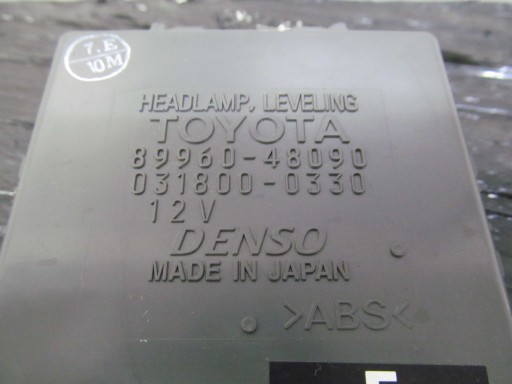 7.E
10M
HEADLAMP, LEVELING
TOYOTA
89960-48090
031800-0330
12V
DENSO
MADE IN JAPAN
>ABS<